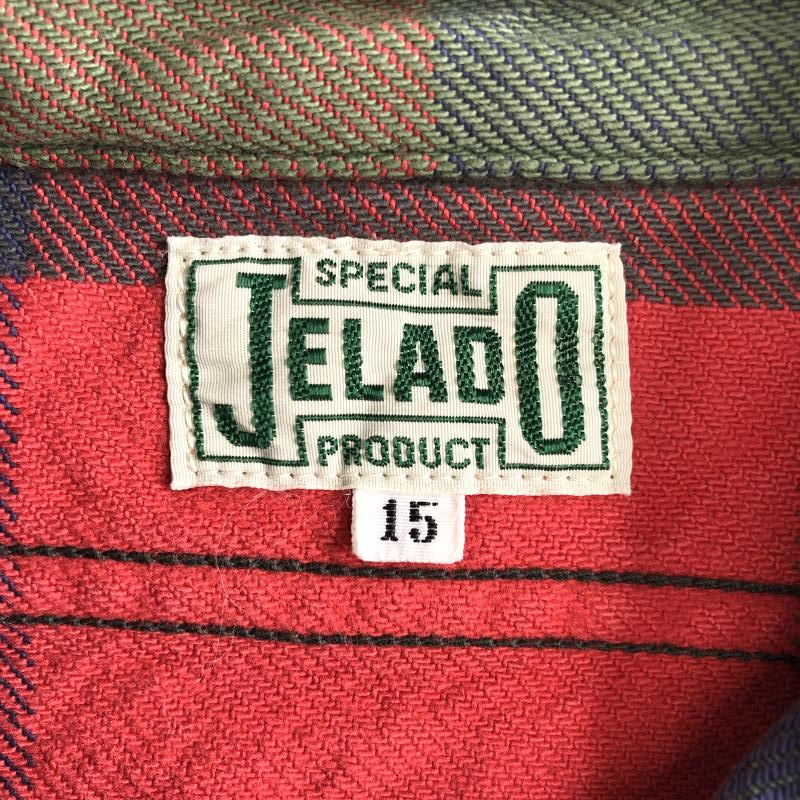 SPECIAL
JELADO
PRODUCT
15